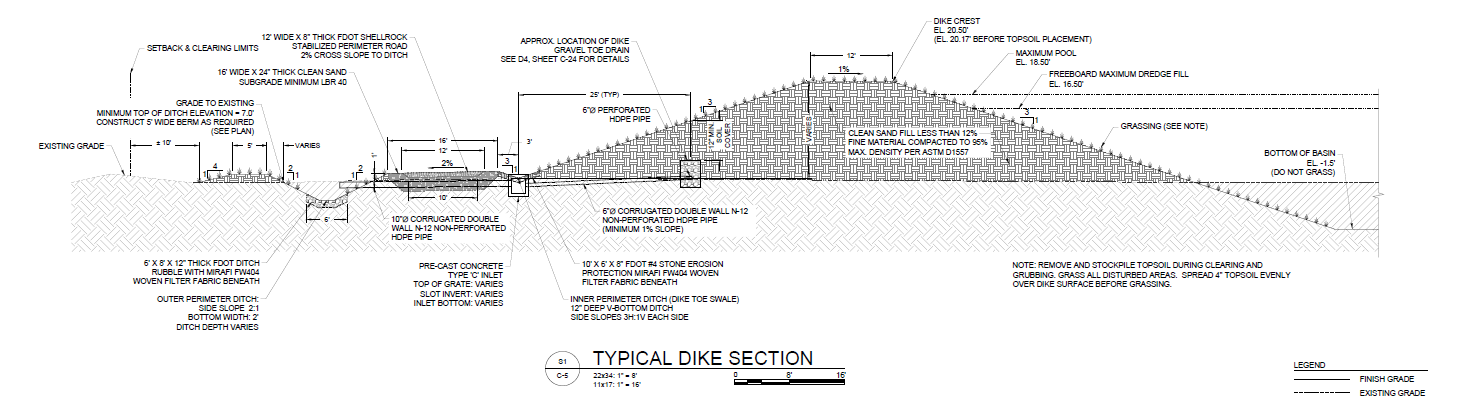 SETBACK & CLEARING LIMITS
12' WIDE X 8" THICK FDOT SHELLROCK
STABILIZED PERIMETER ROAD
2% CROSS SLOPE TO DITCH
16' WIDE X 24" THICK CLEAN SAND
SUBGRADE MINIMUM LBR 40
GRADE TO EXISTING
MINIMUM TOP OF DITCH ELEVATION = 7.0'
CONSTRUCT 5' WIDE BERM AS REQUIRED
(SEE PLAN)
EXISTING GRADE
± 10'
5'
VARIES
4
1
2
1
6'
2
1
1'
16'
12'
2%
10'
3
1
3'
APPROX. LOCATION OF DIKE
GRAVEL TOE DRAIN
SEE D4, SHEET C-24 FOR DETAILS
25' (TYP)
6"Ø PERFORATED
HDPE PIPE
3
1
12" MIN.
SOIL
COVER
VARIES
12'
1%
DIKE CREST
EL. 20.50'
(EL. 20.17' BEFORE TOPSOIL PLACEMENT)
MAXIMUM POOL
EL. 18.50'
FREEBOARD MAXIMUM DREDGE FILL
EL. 16.50'
3
1
GRASSING (SEE NOTE)
CLEAN SAND FILL LESS THAN 12%
FINE MATERIAL COMPACTED TO 95%
MAX. DENSITY PER ASTM D1557
BOTTOM OF BASIN
EL. -1.5'
(DO NOT GRASS)
10"Ø CORRUGATED DOUBLE
WALL N-12 NON-PERFORATED
HDPE PIPE
6"Ø CORRUGATED DOUBLE WALL N-12
NON-PERFORATED HDPE PIPE
(MINIMUM 1% SLOPE)
6' X 8' X 12" THICK FDOT DITCH
RUBBLE WITH MIRAFI FW404
WOVEN FILTER FABRIC BENEATH
OUTER PERIMETER DITCH:
SIDE SLOPE 2:1
BOTTOM WIDTH: 2'
DITCH DEPTH VARIES
PRE-CAST CONCRETE
TYPE 'C' INLET
TOP OF GRATE: VARIES
SLOT INVERT: VARIES
INLET BOTTOM: VARIES
10' X 6' X 8" FDOT #4 STONE EROSION
PROTECTION MIRAFI FW404 WOVEN
FILTER FABRIC BENEATH
INNER PERIMETER DITCH (DIKE TOE SWALE)
12" DEEP V-BOTTOM DITCH
SIDE SLOPES 3H:1V EACH SIDE
NOTE: REMOVE AND STOCKPILE TOPSOIL DURING CLEARING AND
GRUBBING. GRASS ALL DISTURBED AREAS. SPREAD 4" TOPSOIL EVENLY
OVER DIKE SURFACE BEFORE GRASSING.
S1
C-5
TYPICAL DIKE SECTION
22x34: 1" = 8'
11x17: 1" = 16'
0 8' 16'
LEGEND
FINISH GRADE
EXISTING GRADE